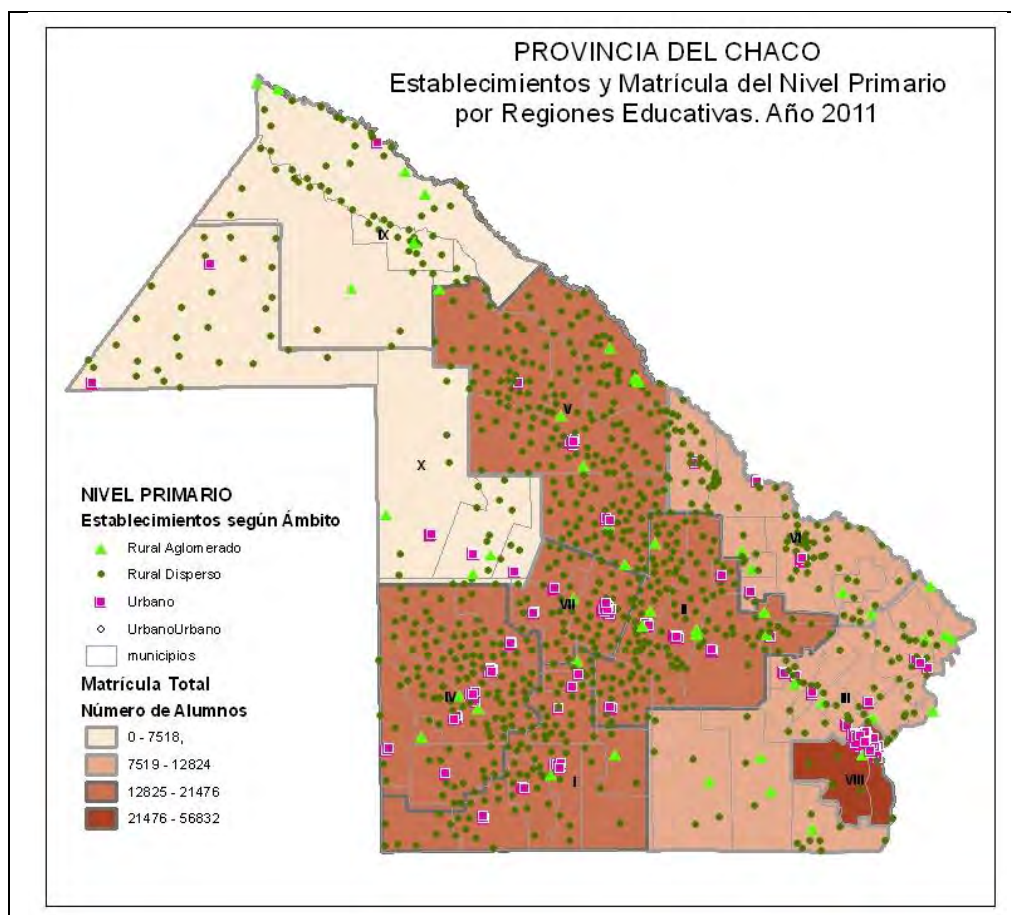 PROVINCIA DEL CHACO
Establecimientos y Matrícula del Nivel Primario
por Regiones Educativas. Año 2011
IX
V
X
VI
VII
II
III
IV
I
VIII
NIVEL PRIMARIO
Establecimientos según Ámbito
Rural Aglomerado
Rural Disperso
Urbano
UrbanoUrbano
municipios
Matrícula Total
Número de Alumnos
0 - 7518,
7519 - 12824
12825 - 21476
21476 - 56832